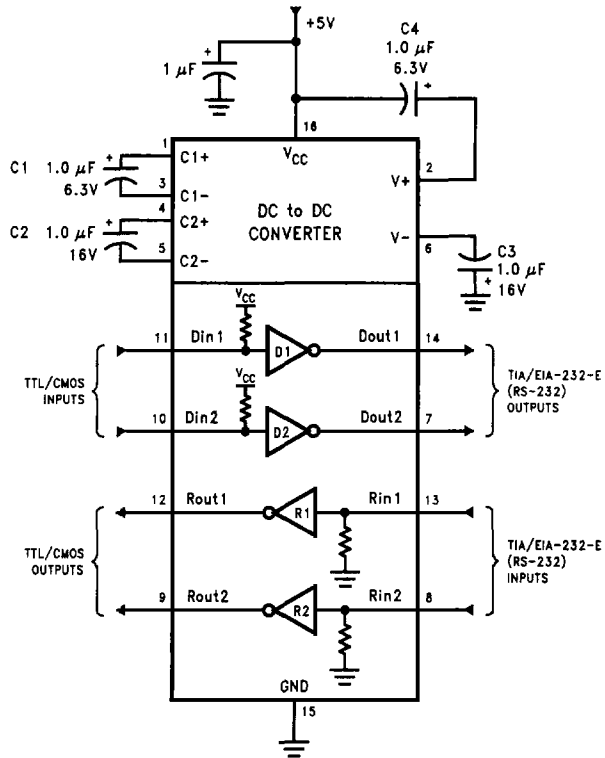 +5V
C4
1.0 μF
6.3V
+
1 μF
+
16
VCC
1
+
C1+
C1 1.0 μF
6.3V
3
C1-
4
+
C2+
C2 1.0 μF
16V
5
C2-
DC to DC
CONVERTER
2
V+
V-
6
C3
1.0 μF
+
16V
VCC
11
Din1
D1
Dout1
14
TTL/CMOS
INPUTS
VCC
10
Din2
D2
Dout2
7
TIA/EIA-232-E
(RS-232)
OUTPUTS
12
Rout1
R1
Rin1
13
TTL/CMOS
OUTPUTS
9
Rout2
R2
Rin2
8
TIA/EIA-232-E
(RS-232)
INPUTS
GND
15